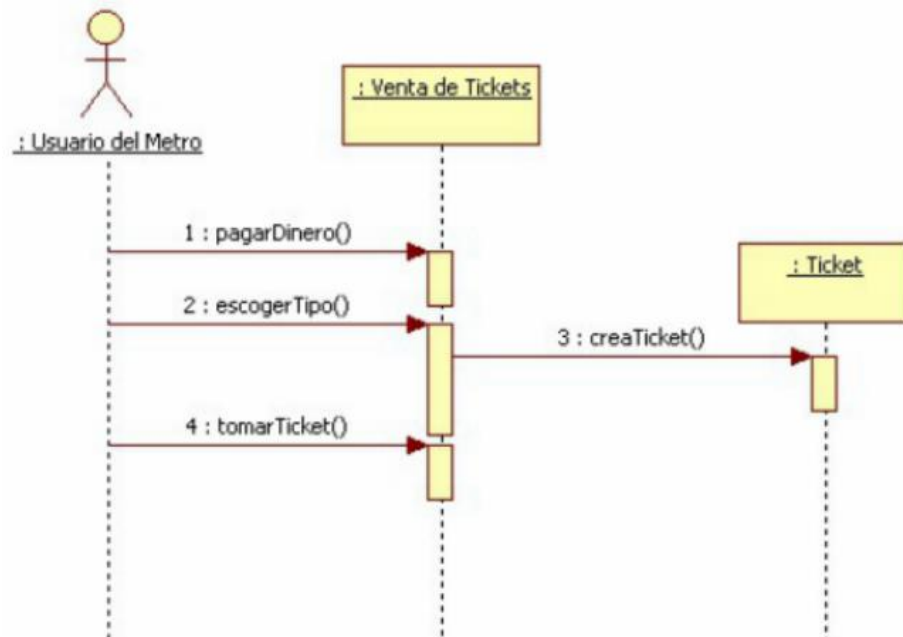 : Venta de Tickets
: Usuario del Metro
1 : pagarDinero()
: Ticket
2 : escogerTipo()
3 : creaTicket()
4 : tomarTicket()